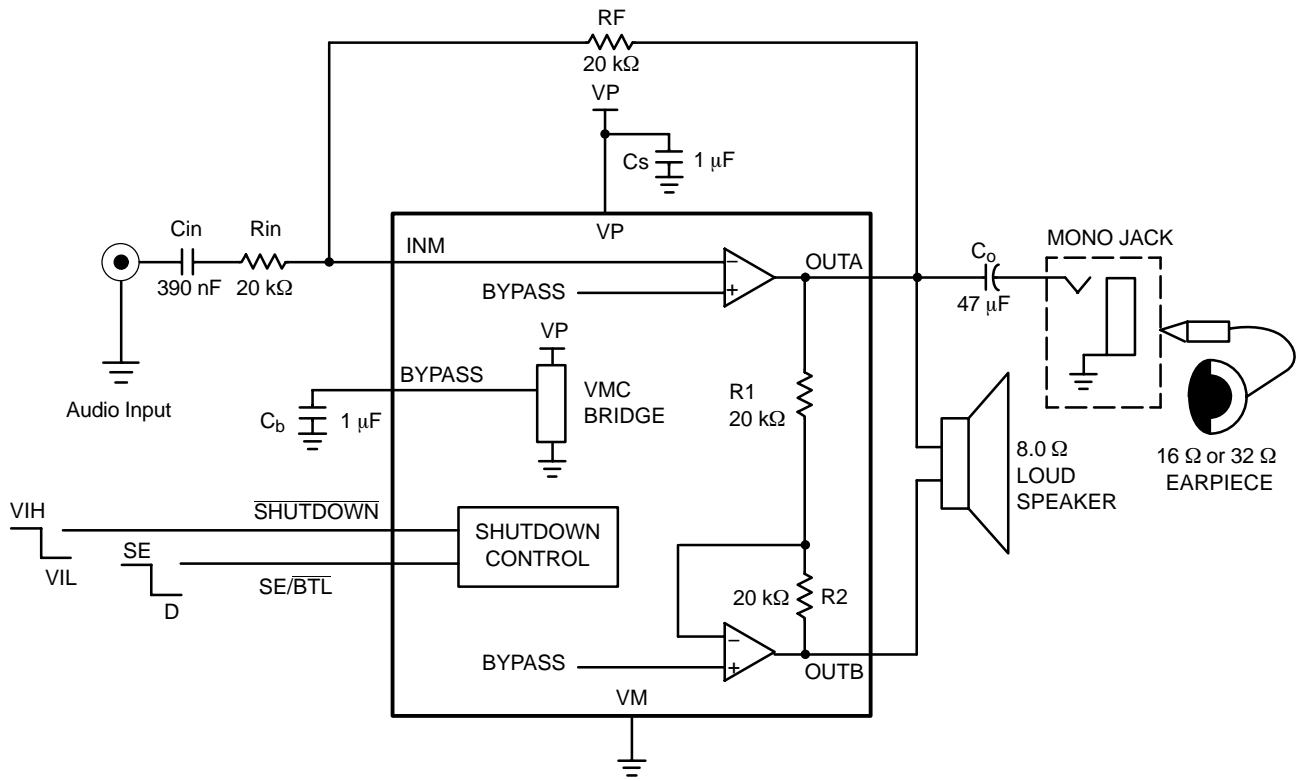 RF
20 kΩ
VP
Cs 1 μF
VP
Cin Rin
390 nF 20 kΩ
Audio Input
INM
BYPASS
OUTA
Co
47 μF
MONO JACK
VP
BYPASS
VMC
BRIDGE
Cb 1 μF
R1
20 kΩ
8.0 Ω
LOUD
SPEAKER
16 Ω or 32 Ω
EARPIECE
VIH
VIL
SHUTDOWN
SE
D
SE/BTL
SHUTDOWN
CONTROL
20 kΩ R2
BYPASS
OUTB
VM
− +
− +